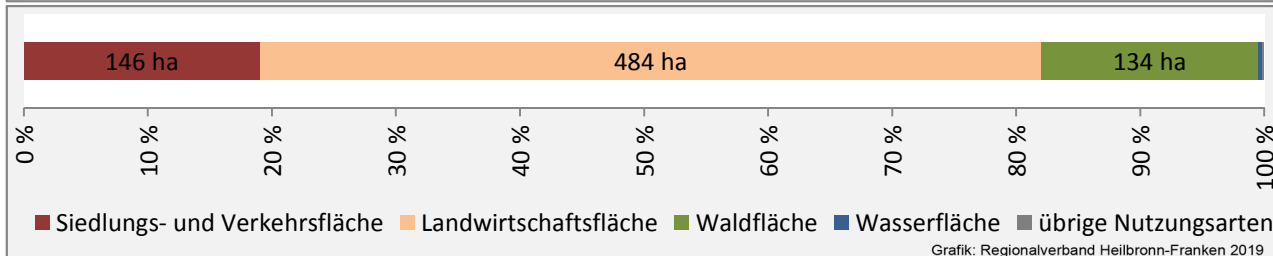 146 ha 484 ha 134 ha
0 % 10 % 20 % 30 % 40 % 50 % 60 % 70 % 80 % 90 % 100 %
Siedlungs- und Verkehrsfläche Landwirtschaftsfläche Waldfläche Wasserfläche übrige Nutzungsarten
Grafik: Regionalverband Heilbronn-Franken 2019